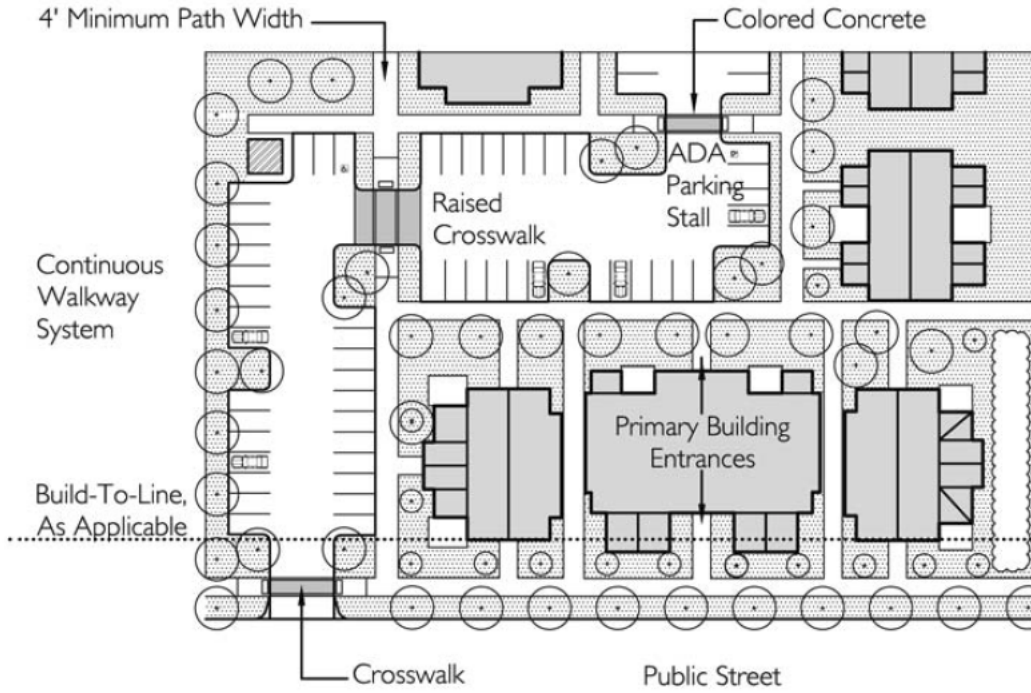 4' Minimum Path Width
Colored Concrete
ADA
Parking
Stall
Raised
Crosswalk
Continuous
Walkway
System
Primary Building
Entrances
Build-To-Line,
As Applicable
Crosswalk
Public Street